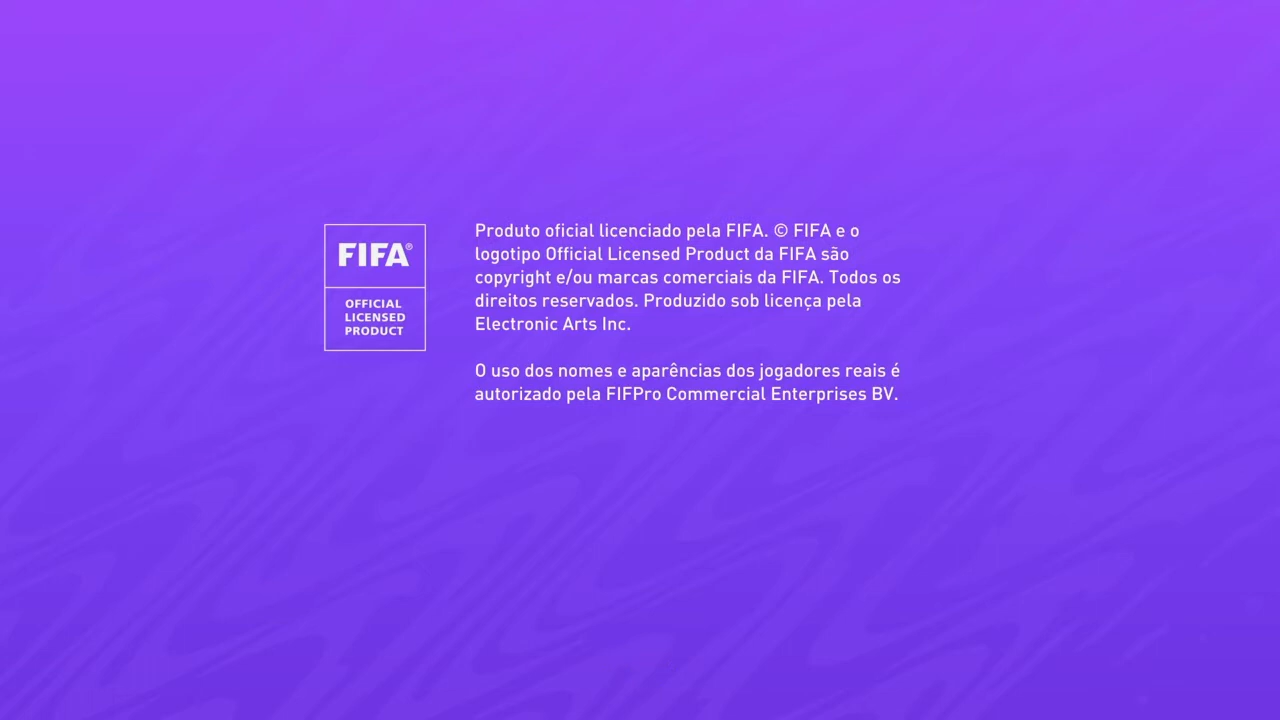 FIFA®
OFFICIAL
LICENSED
PRODUCT
Produto oficial licenciado pela FIFA. © FIFA e o
logotipo Official Licensed Product da FIFA são
copyright e/ou marcas comerciais da FIFA. Todos os
direitos reservados. Produzido sob licença pela
Electronic Arts Inc.
O uso dos nomes e aparências dos jogadores reais é
autorizado pela FIFPro Commercial Enterprises BV.